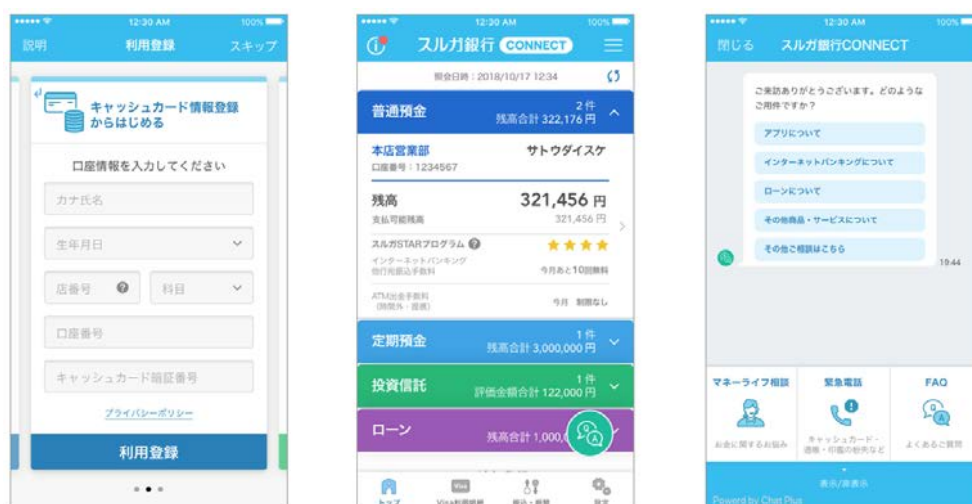 12:30 AM 100%
説明 利用登録 スキップ
キャッシュカード情報登録
からはじめる
口座情報を入力してください
カナ氏名
生年月日
店番号 ? 科目
口座番号
キャッシュカード暗証番号
プライバシーポリシー
利用登録
12:30 AM 100%
スルガ銀行 CONNECT
照会日時:2018/10/17 12:34
普通預金 2件
残高合計 322,176 円
本店営業部 サトウダイスケ
口座番号:1234567
残高 321,456 円
支払可能残高 321,456 円
スルガSTARプログラム ? ★★★★
インターネットバンキング
他行宛振込手数料 今月あと10回無料
ATM出金手数料
(時間外・提携) 今月 制限なし
定期預金 1件
残高合計 3,000,000 円
投資信託 1件
評価金額合計 122,000 円
ローン
残高合計 1,000,
Q A
トップ Visa利用明細 振込・振替 設定
12:30 AM 100%
閉じる スルガ銀行CONNECT
ご来訪ありがとうございます。どのような
ご用件ですか?
アプリについて
インターネットバンキングについて
ローンについて
その他商品・サービスについて
その他ご相談はこちら
19:44
マネーライフ相談 緊急電話 FAQ
お金に関するお悩み キャッシュカード・
通帳・印鑑の紛失など よくあるご質問
表示/非表示
Powerd by Chat Plus